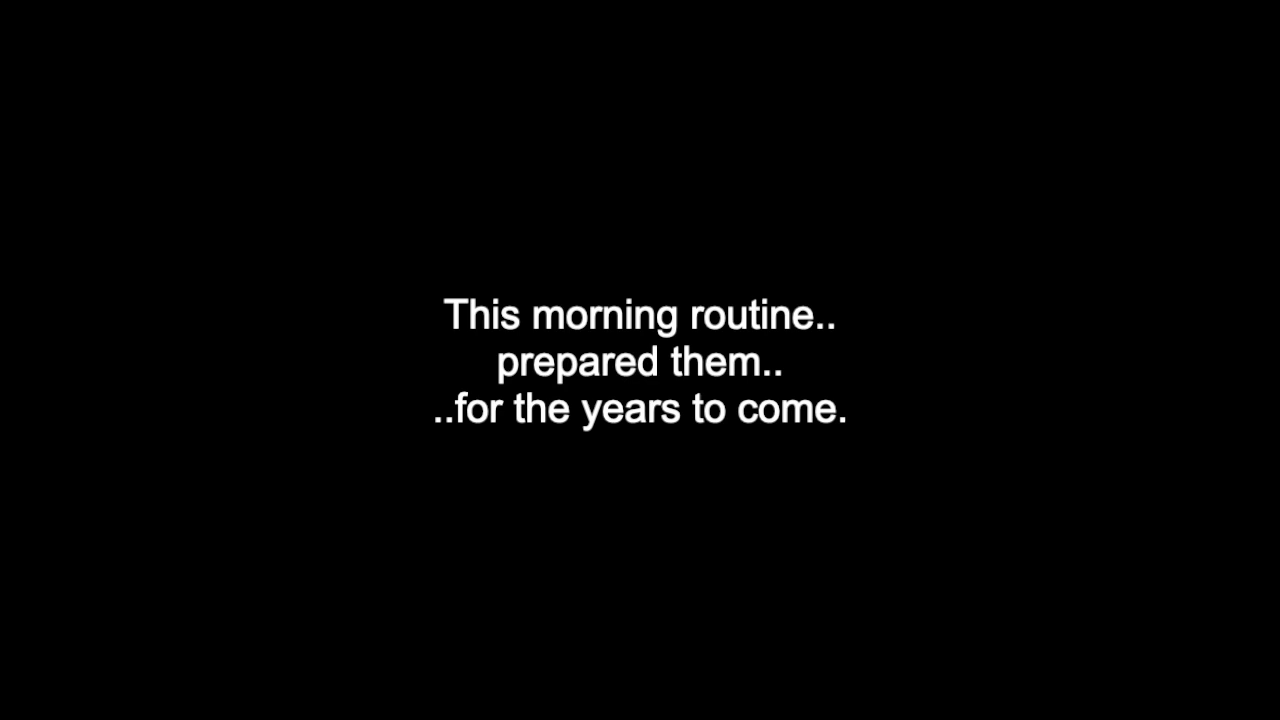 This morning routine..
prepared them..
..for the years to come.